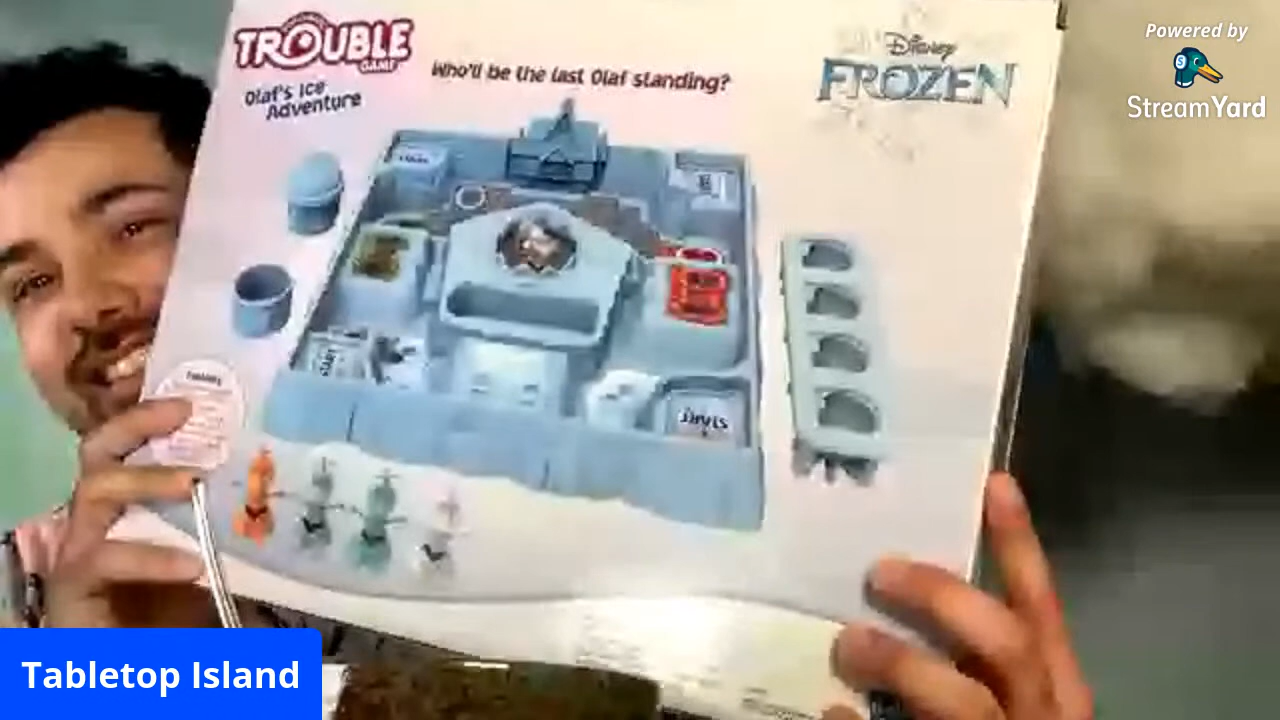 TROUBLE
GAME
Olaf's Ice
Adventure
Who'll be the last Olaf standing?
Disney
FROZEN
Powered by
StreamYard
START
START
Tabletop Island